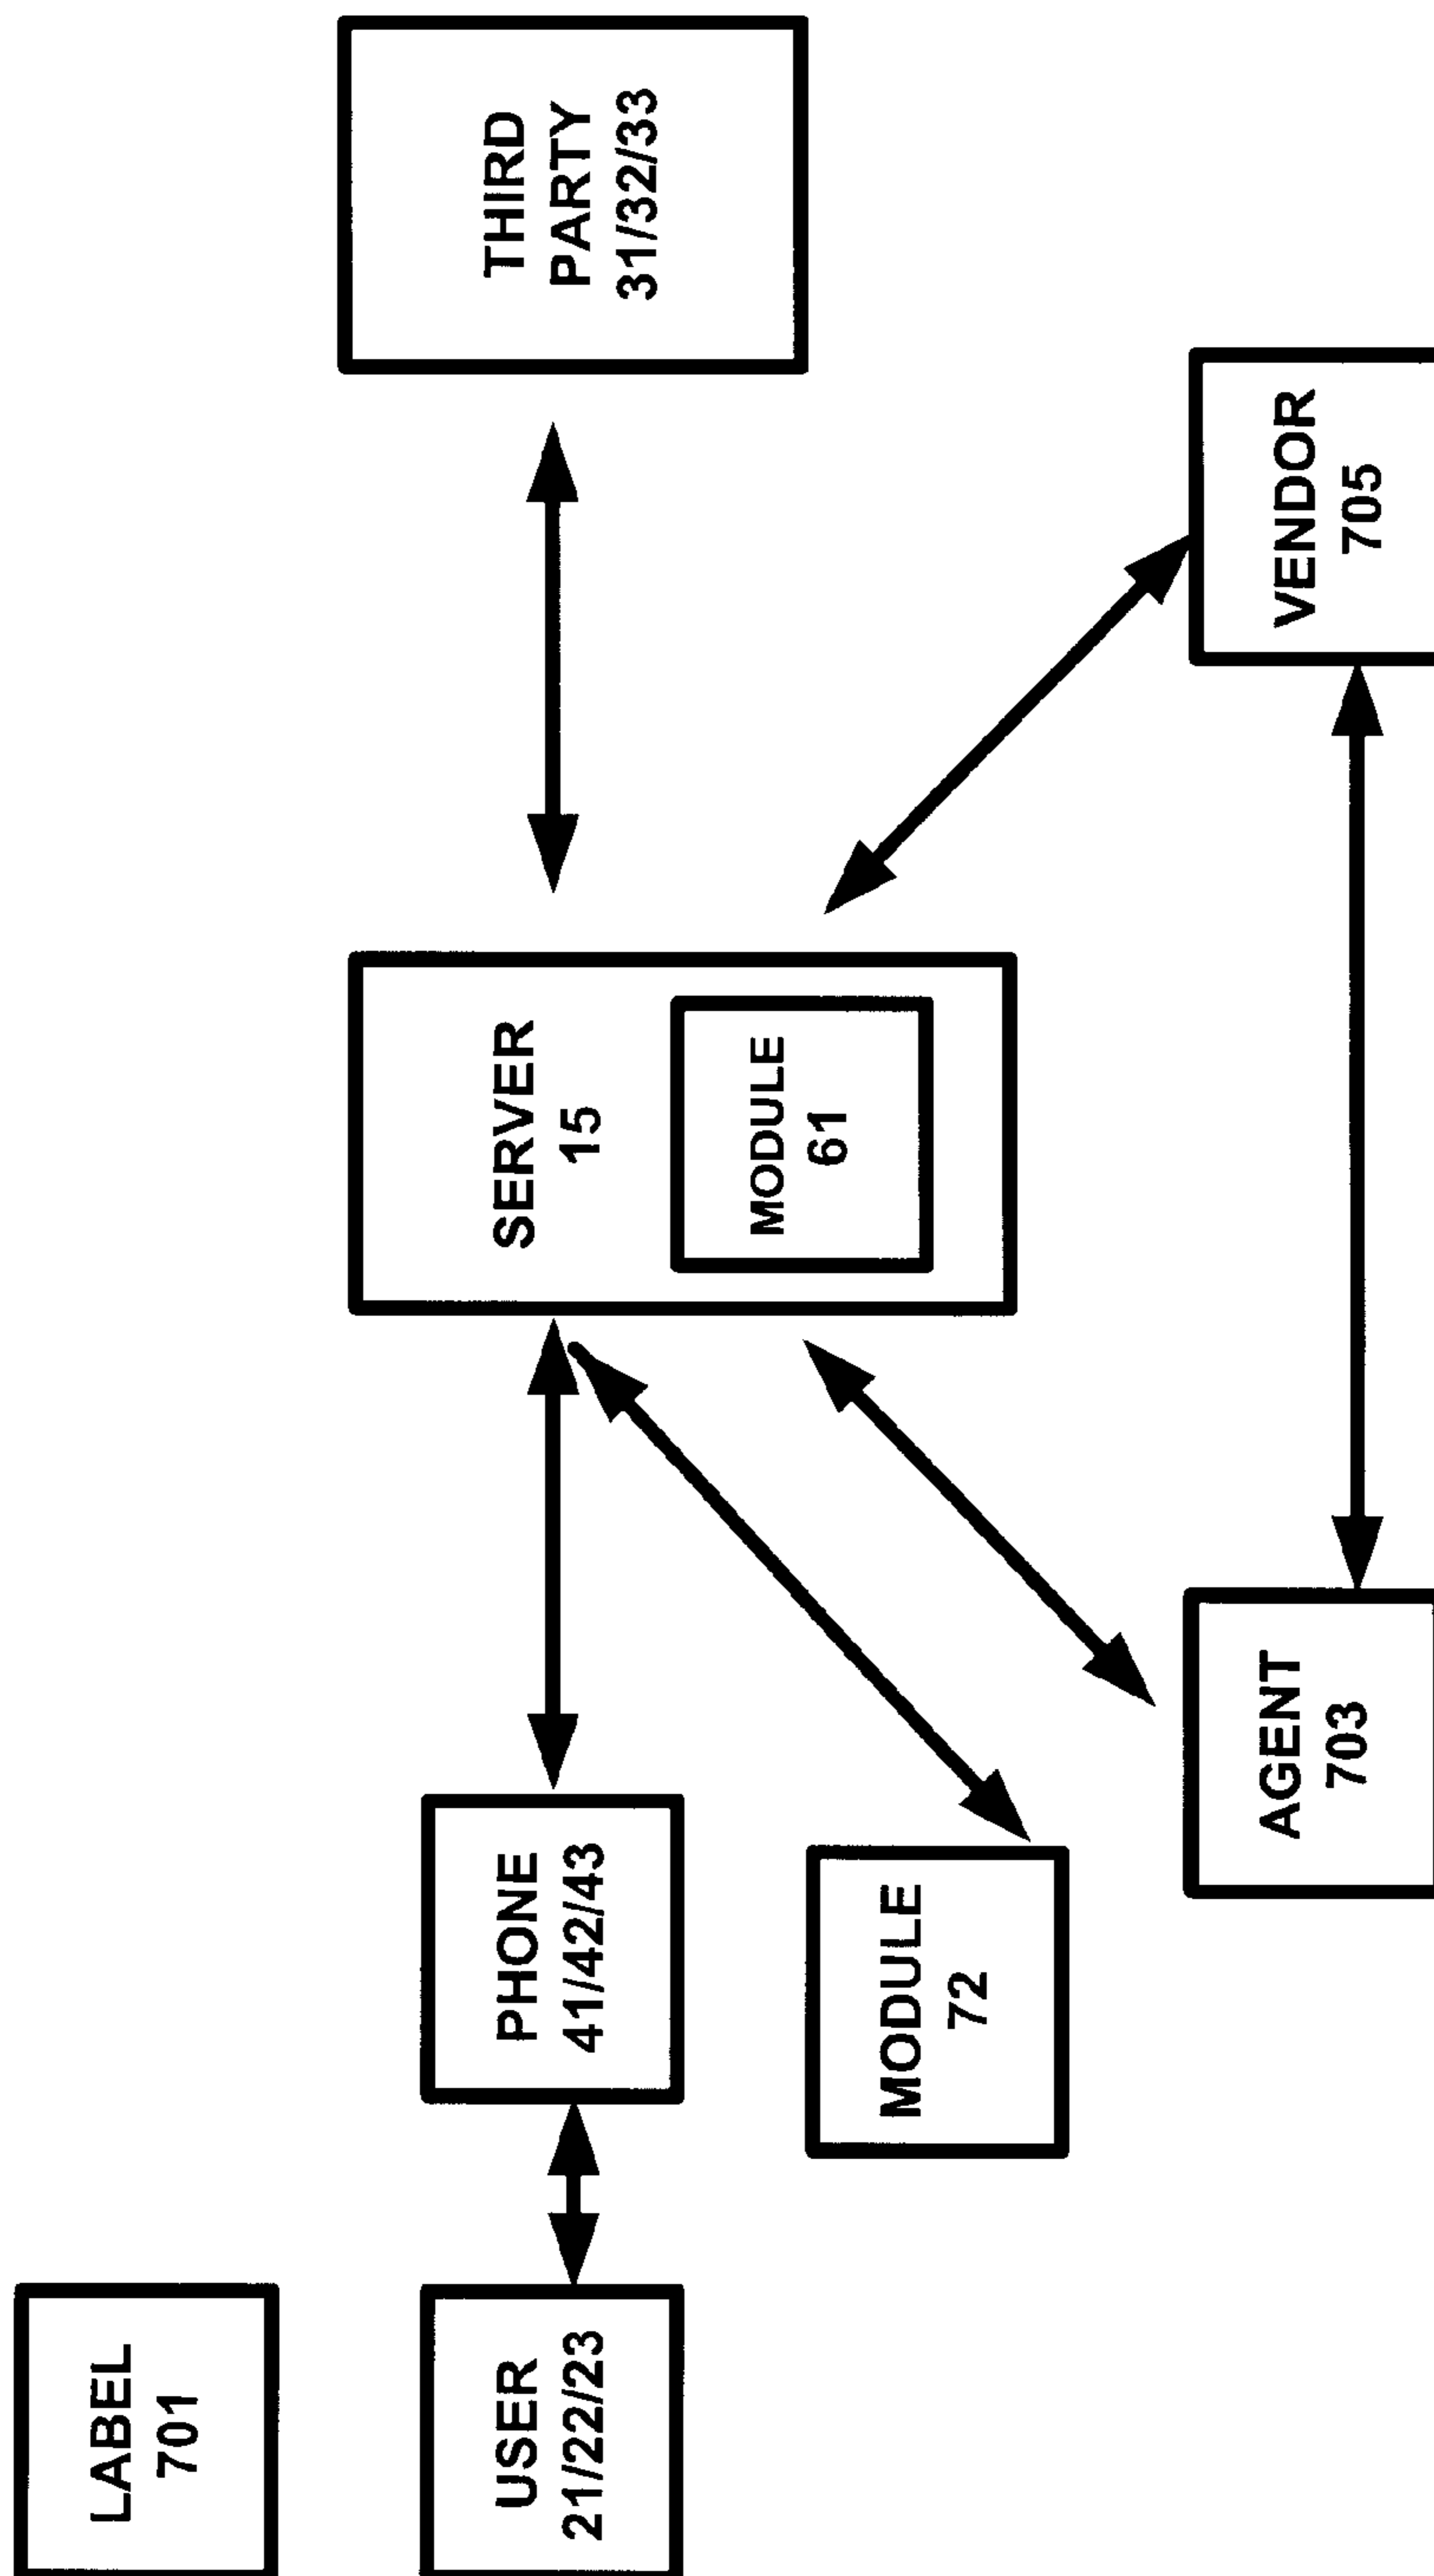 LABEL
701
USER
21/22/23
PHONE
41/42/43
MODULE
72
SERVER
15
MODULE
61
THIRD
PARTY
31/32/33
AGENT
703
VENDOR
705